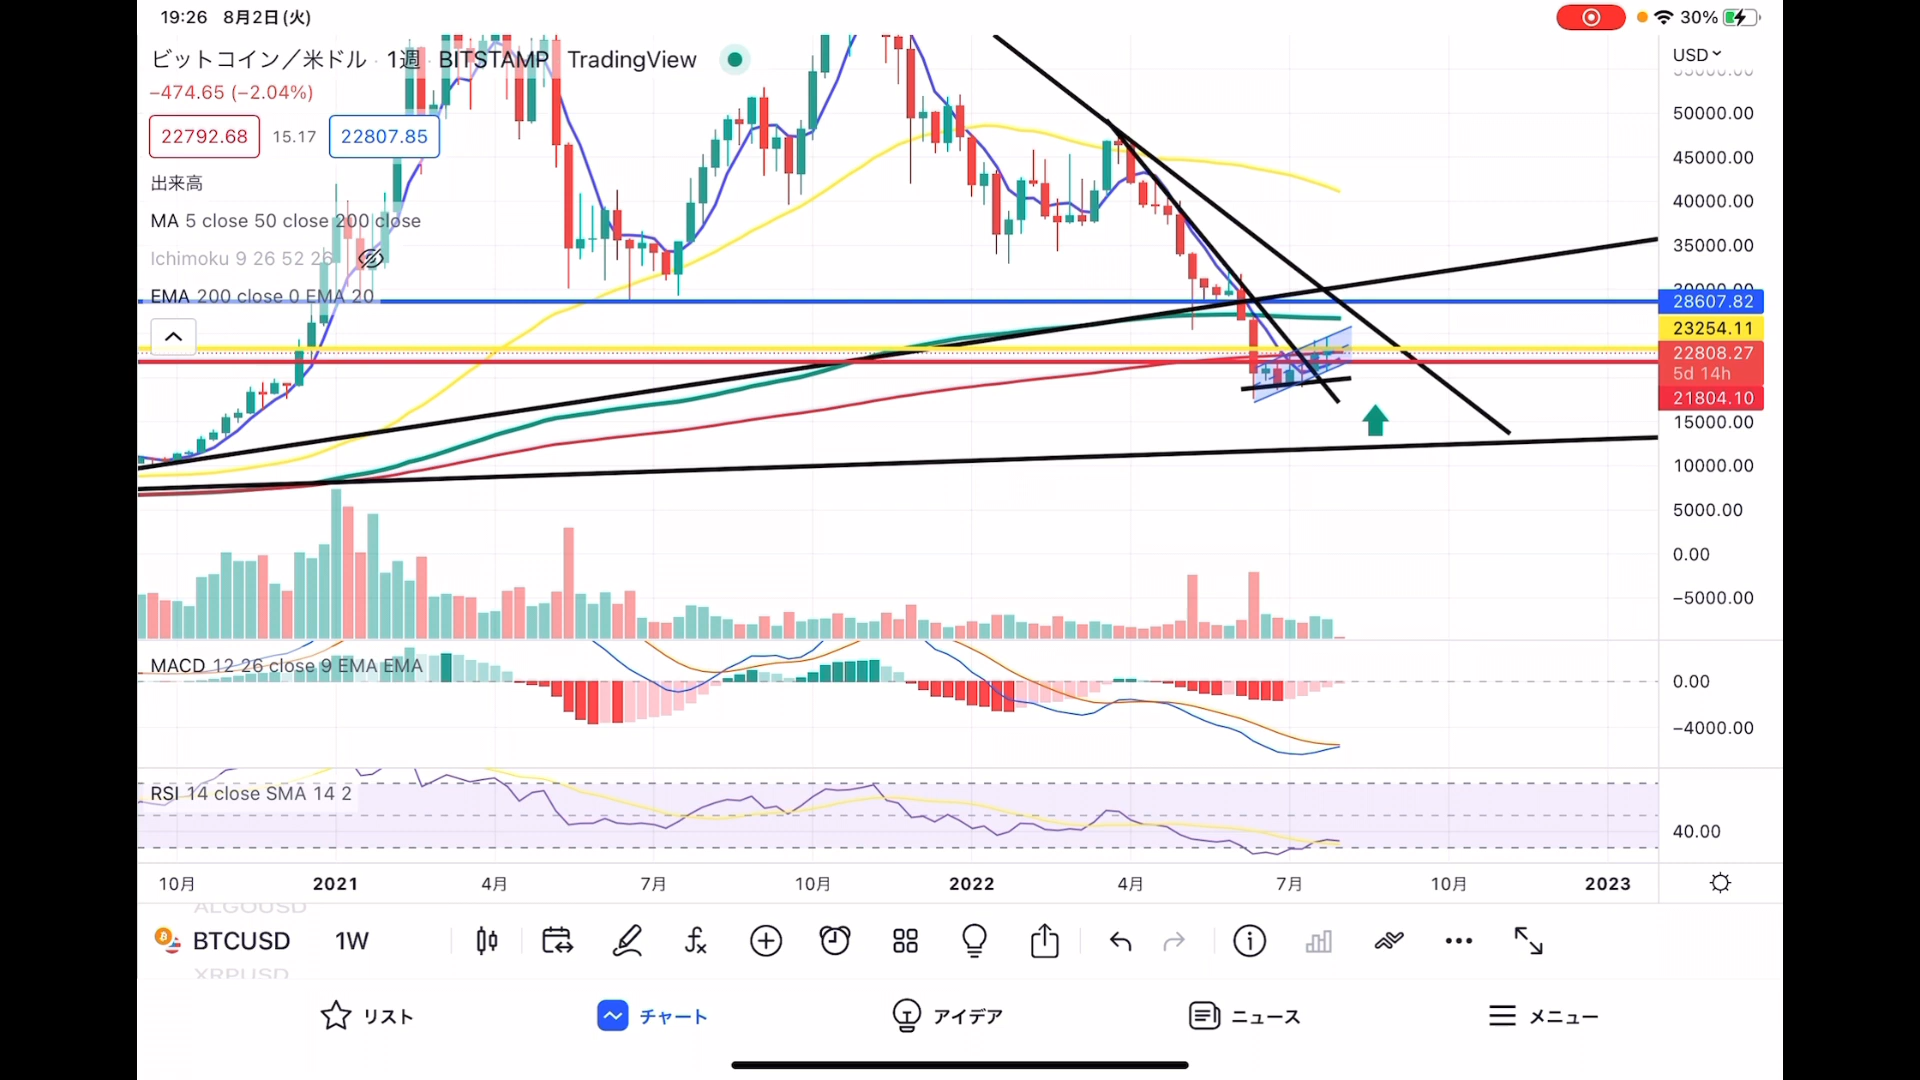 19:26 8月2日(火)
30%
ビットコイン／米ドル · 1週 · BITSTAMP TradingView
USD
−474.65 (−2.04%)
22792.68 15.17 22807.85
出来高
MA 5 close 50 close 200 close
Ichimoku 9 26 52 26
EMA 200 close 0 EMA 20
55000.00
50000.00
45000.00
40000.00
35000.00
30000.00
28607.82
23254.11
22808.27
5d 14h
21804.10
15000.00
10000.00
5000.00
0.00
−5000.00
MACD 12 26 close 9 EMA EMA
0.00
−4000.00
RSI 14 close SMA 14 2
40.00
10月 2021 4月 7月 10月 2022 4月 7月 10月 2023
ALGOUSD
BTCUSD 1W
XRPUSD
リスト チャート アイデア ニュース メニュー